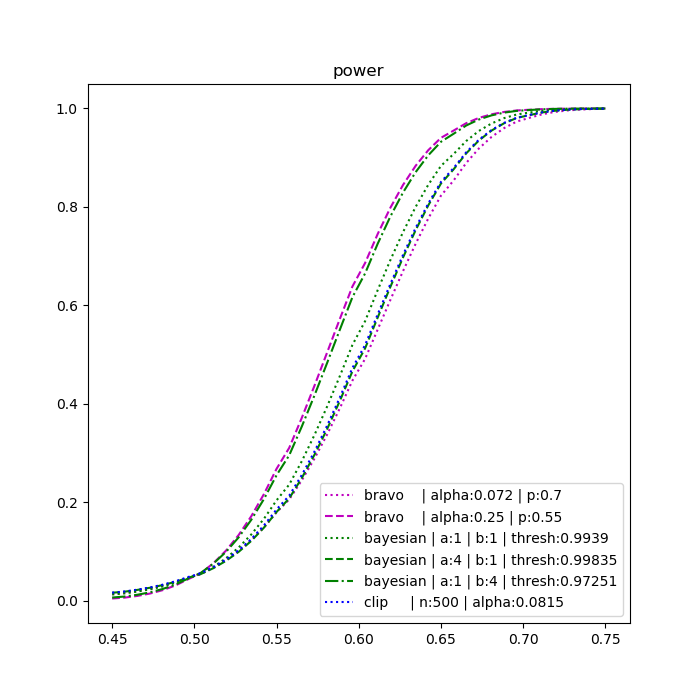 power
1.0
0.8
0.6
0.4
0.2
0.0
bravo | alpha:0.072 | p:0.7
bravo | alpha:0.25 | p:0.55
bayesian | a:1 | b:1 | thresh:0.9939
bayesian | a:4 | b:1 | thresh:0.99835
bayesian | a:1 | b:4 | thresh:0.97251
clip | n:500 | alpha:0.0815
0.45 0.50 0.55 0.60 0.65 0.70 0.75